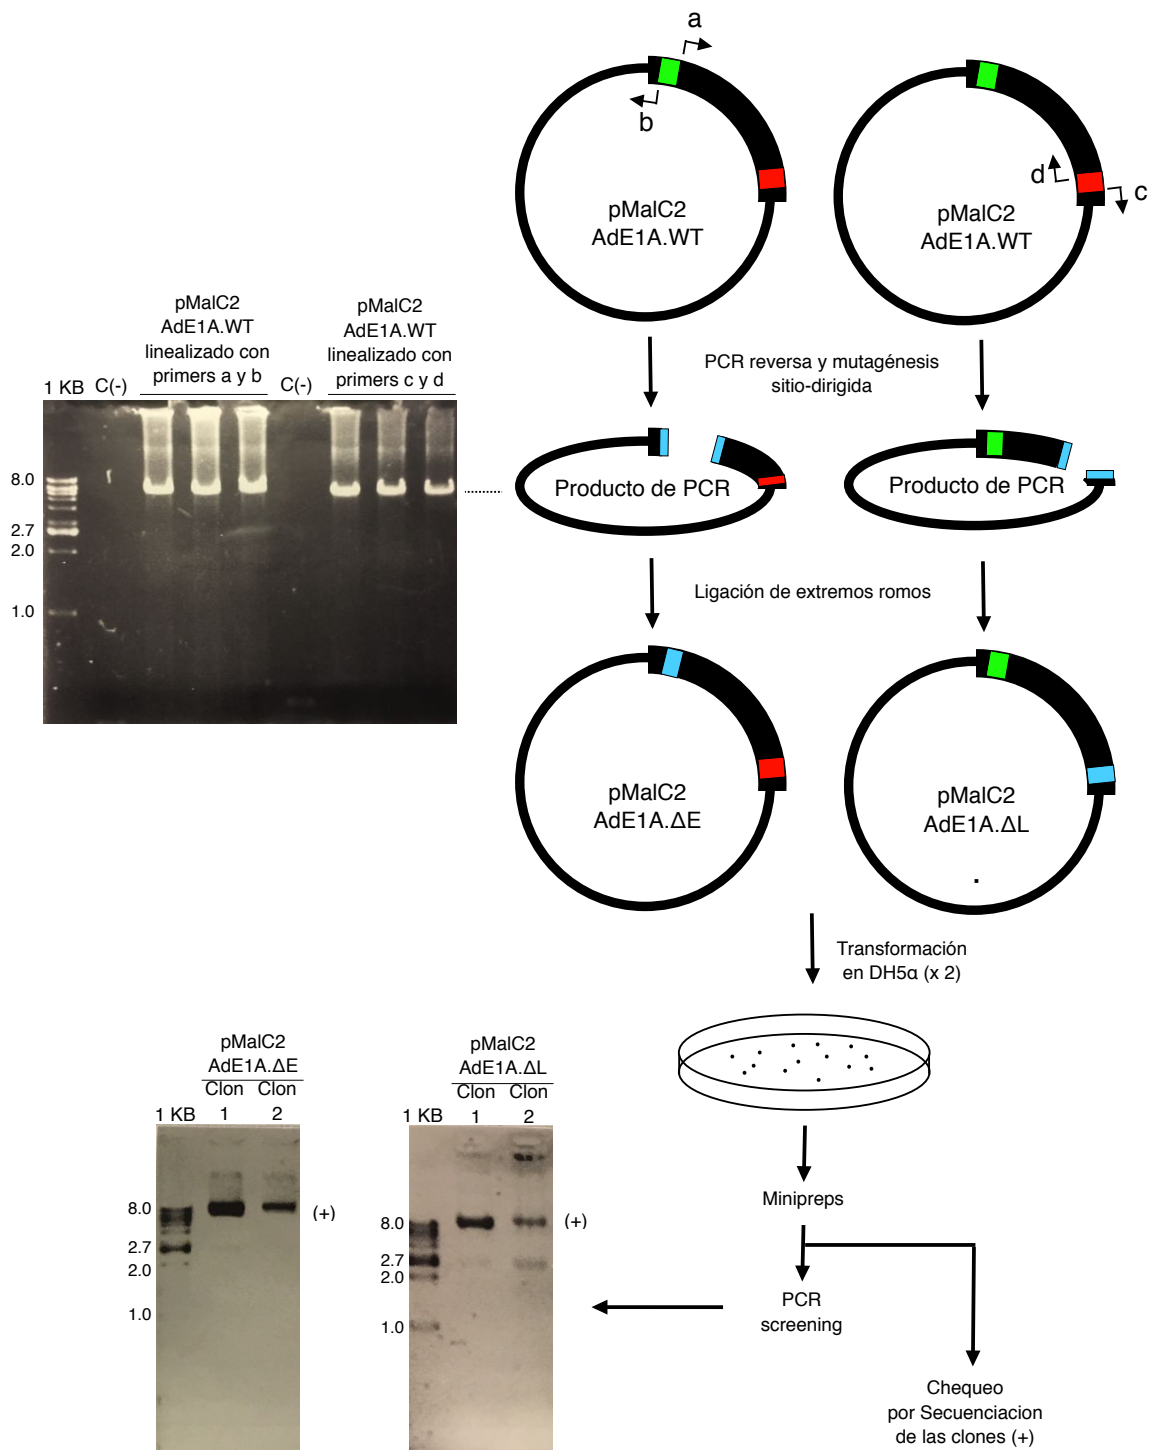 a
b
pMalC2
AdE1A.WT
d
c
pMalC2
AdE1A.WT
PCR reversa y mutagénesis
sitio-dirigida
pMalC2
AdE1A.WT
linealizado con
primers a y b
pMalC2
AdE1A.WT
linealizado con
primers c y d
1 KB
C(-)
C(-)
8.0
2.7
2.0
1.0
Producto de PCR
Producto de PCR
Ligación de extremos romos
pMalC2
AdE1A.ΔE
pMalC2
AdE1A.ΔL
.
Transformación
en DH5α (x 2)
Minipreps
PCR
screening
Chequeo
por Secuenciacion
de las clones (+)
pMalC2
AdE1A.ΔE
Clon Clon
1 KB 1 2
8.0
(+)
2.7
2.0
1.0
pMalC2
AdE1A.ΔL
Clon Clon
1 KB 1 2
8.0
(+)
2.7
2.0
1.0